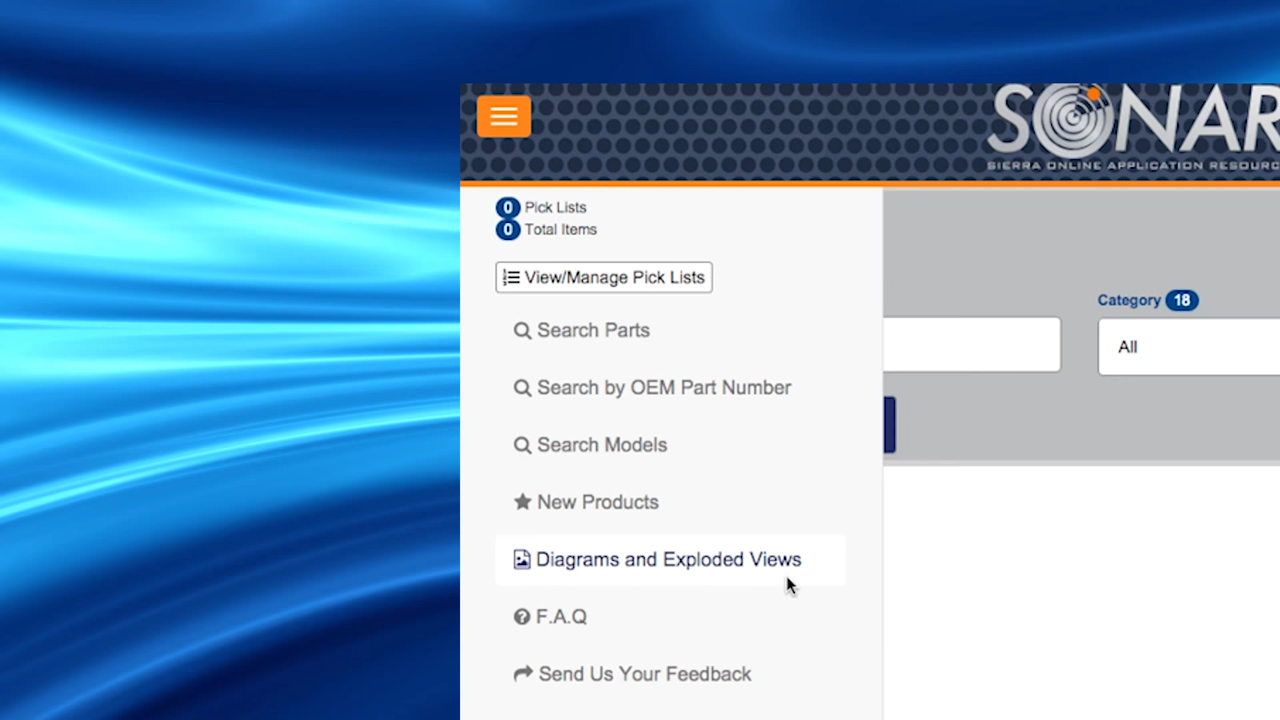 SONAR
SIERRA ONLINE APPLICATION RESOURC
0 Pick Lists
0 Total Items
View/Manage Pick Lists
Category 18
Search Parts
All
Search by OEM Part Number
Search Models
New Products
Diagrams and Exploded Views
F.A.Q
Send Us Your Feedback